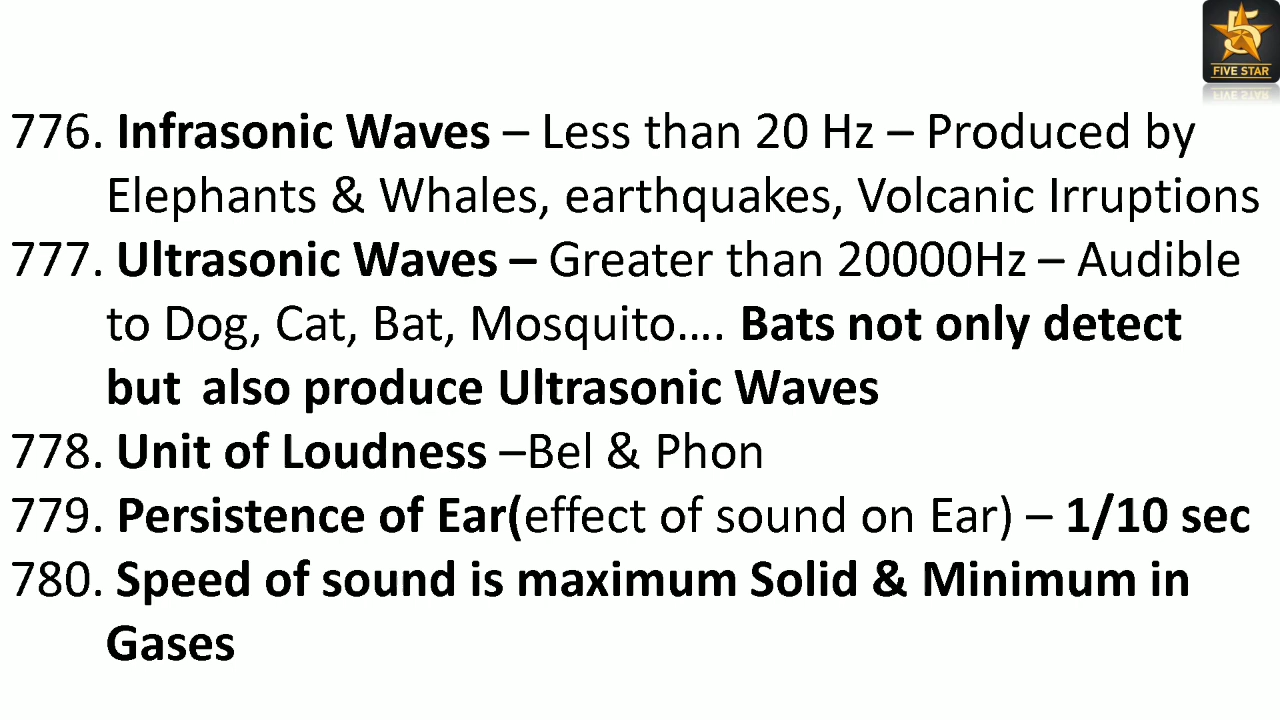 5
FIVE STAR
776. Infrasonic Waves – Less than 20 Hz – Produced by
Elephants & Whales, earthquakes, Volcanic Irruptions
777. Ultrasonic Waves – Greater than 20000Hz – Audible
to Dog, Cat, Bat, Mosquito.... Bats not only detect
but also produce Ultrasonic Waves
778. Unit of Loudness –Bel & Phon
779. Persistence of Ear(effect of sound on Ear) – 1/10 sec
780. Speed of sound is maximum Solid & Minimum in
Gases